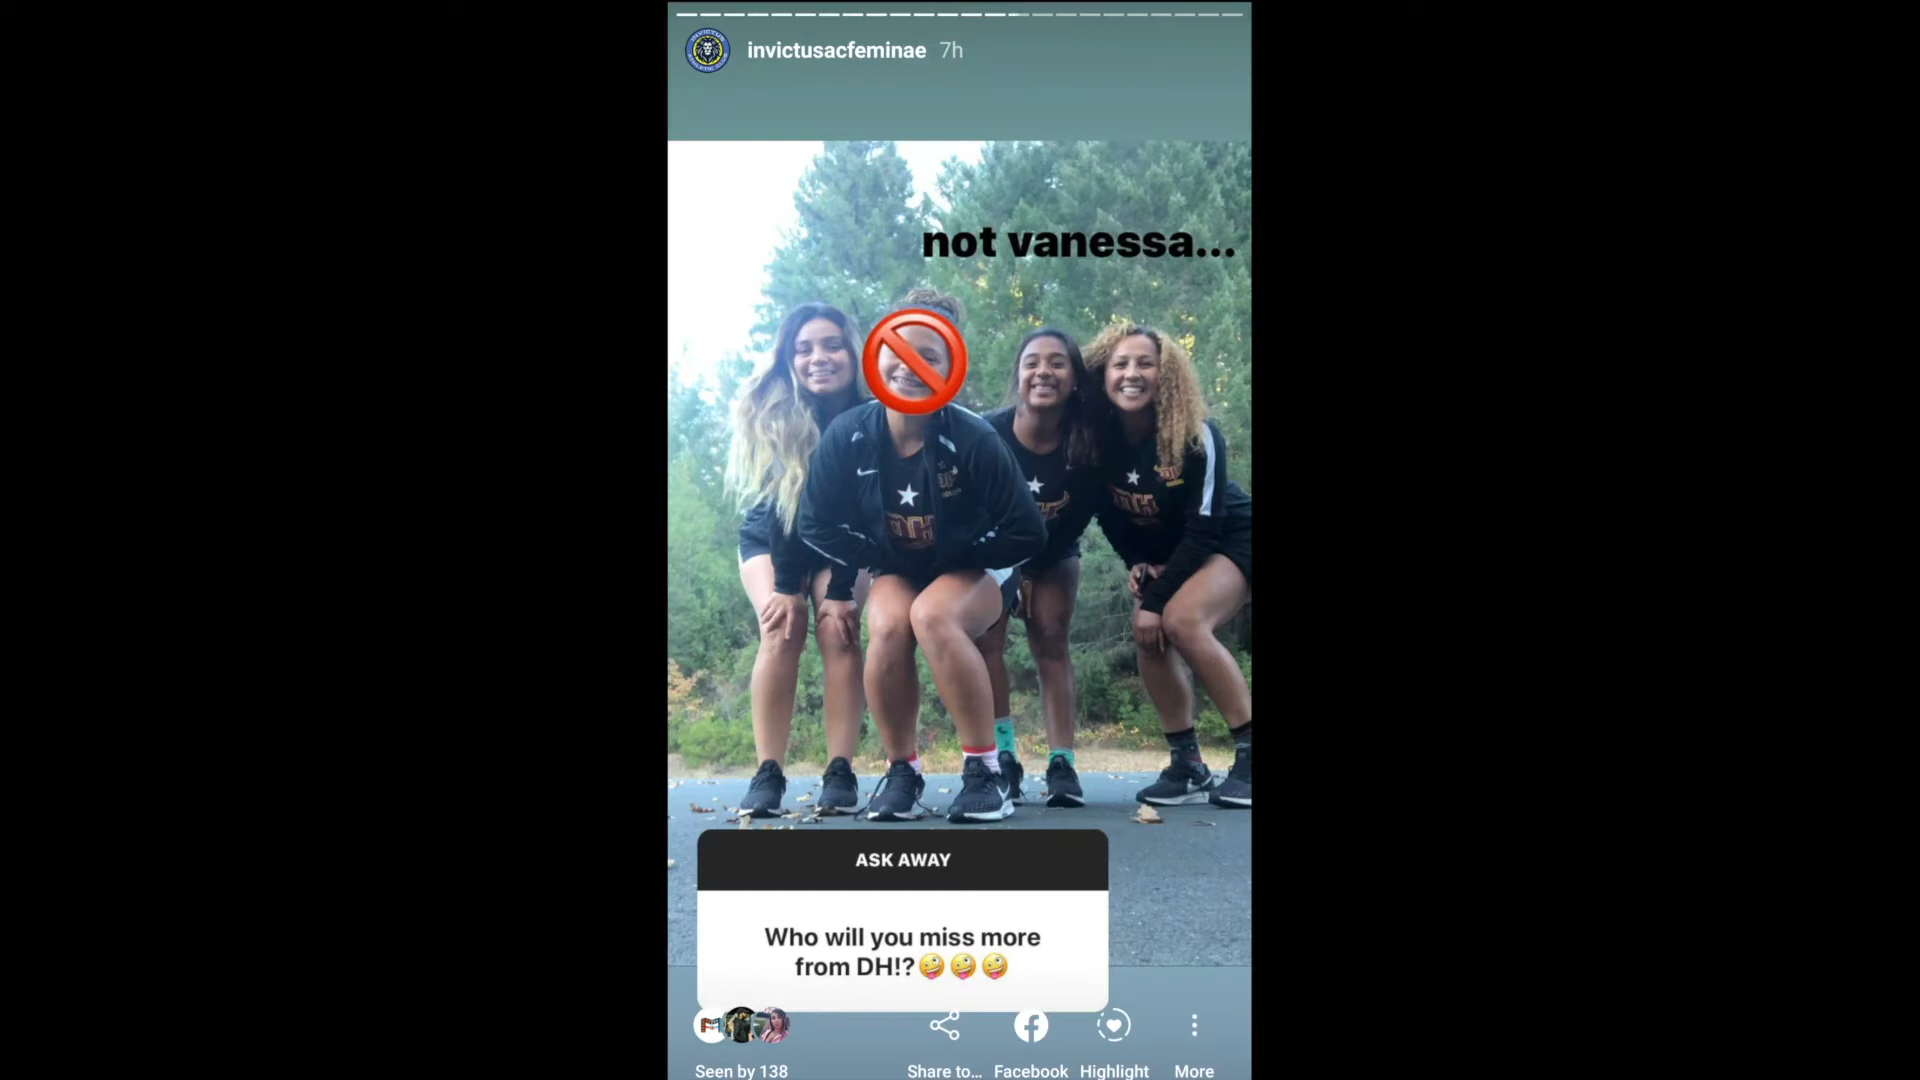 invictusacfeminae 7h
not vanessa...
DH
ASK AWAY
Who will you miss more
from DH!?🤪🤪🤪
Seen by 138
Share to...
Facebook
Highlight
More